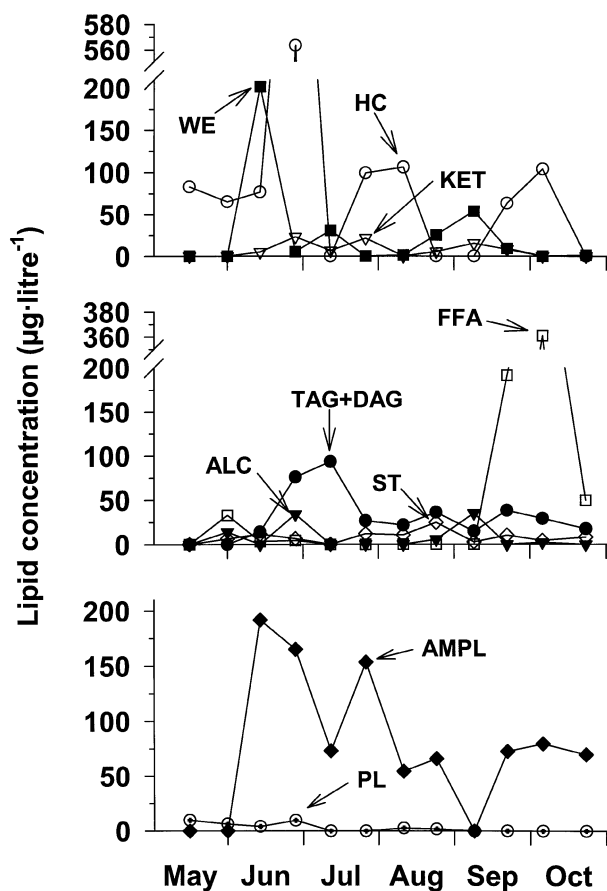 Lipid concentration (µg·litre⁻¹)
580
560
200
150
100
50
0
WE
HC
KET
380
360
200
150
100
50
0
FFA
TAG+DAG
ALC
ST
200
150
100
50
0
AMPL
PL
May Jun Jul Aug Sep Oct